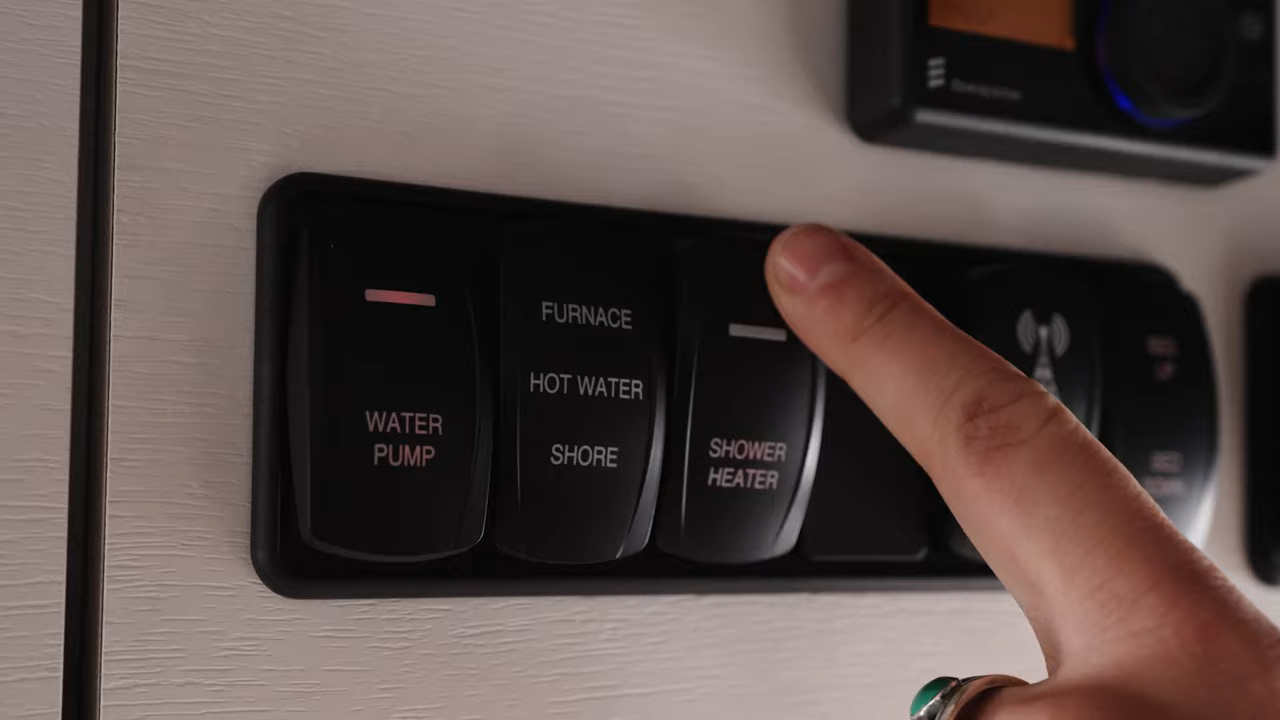 WATER
PUMP
FURNACE
HOT WATER
SHORE
SHOWER
HEATER